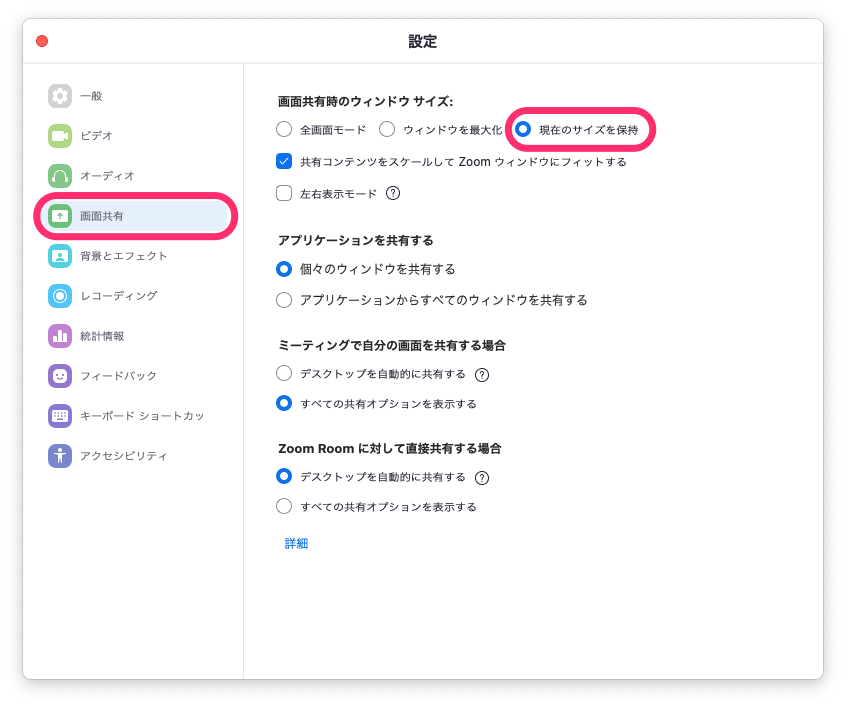 設定
一般
ビデオ
オーディオ
画面共有
背景とエフェクト
レコーディング
統計情報
フィードバック
キーボード ショートカッ
アクセシビリティ
画面共有時のウィンドウ サイズ:
全画面モード ウィンドウを最大化 現在のサイズを保持
共有コンテンツをスケールして Zoom ウィンドウにフィットする
左右表示モード ?
アプリケーションを共有する
個々のウィンドウを共有する
アプリケーションからすべてのウィンドウを共有する
ミーティングで自分の画面を共有する場合
デスクトップを自動的に共有する ?
すべての共有オプションを表示する
Zoom Room に対して直接共有する場合
デスクトップを自動的に共有する ?
すべての共有オプションを表示する
詳細